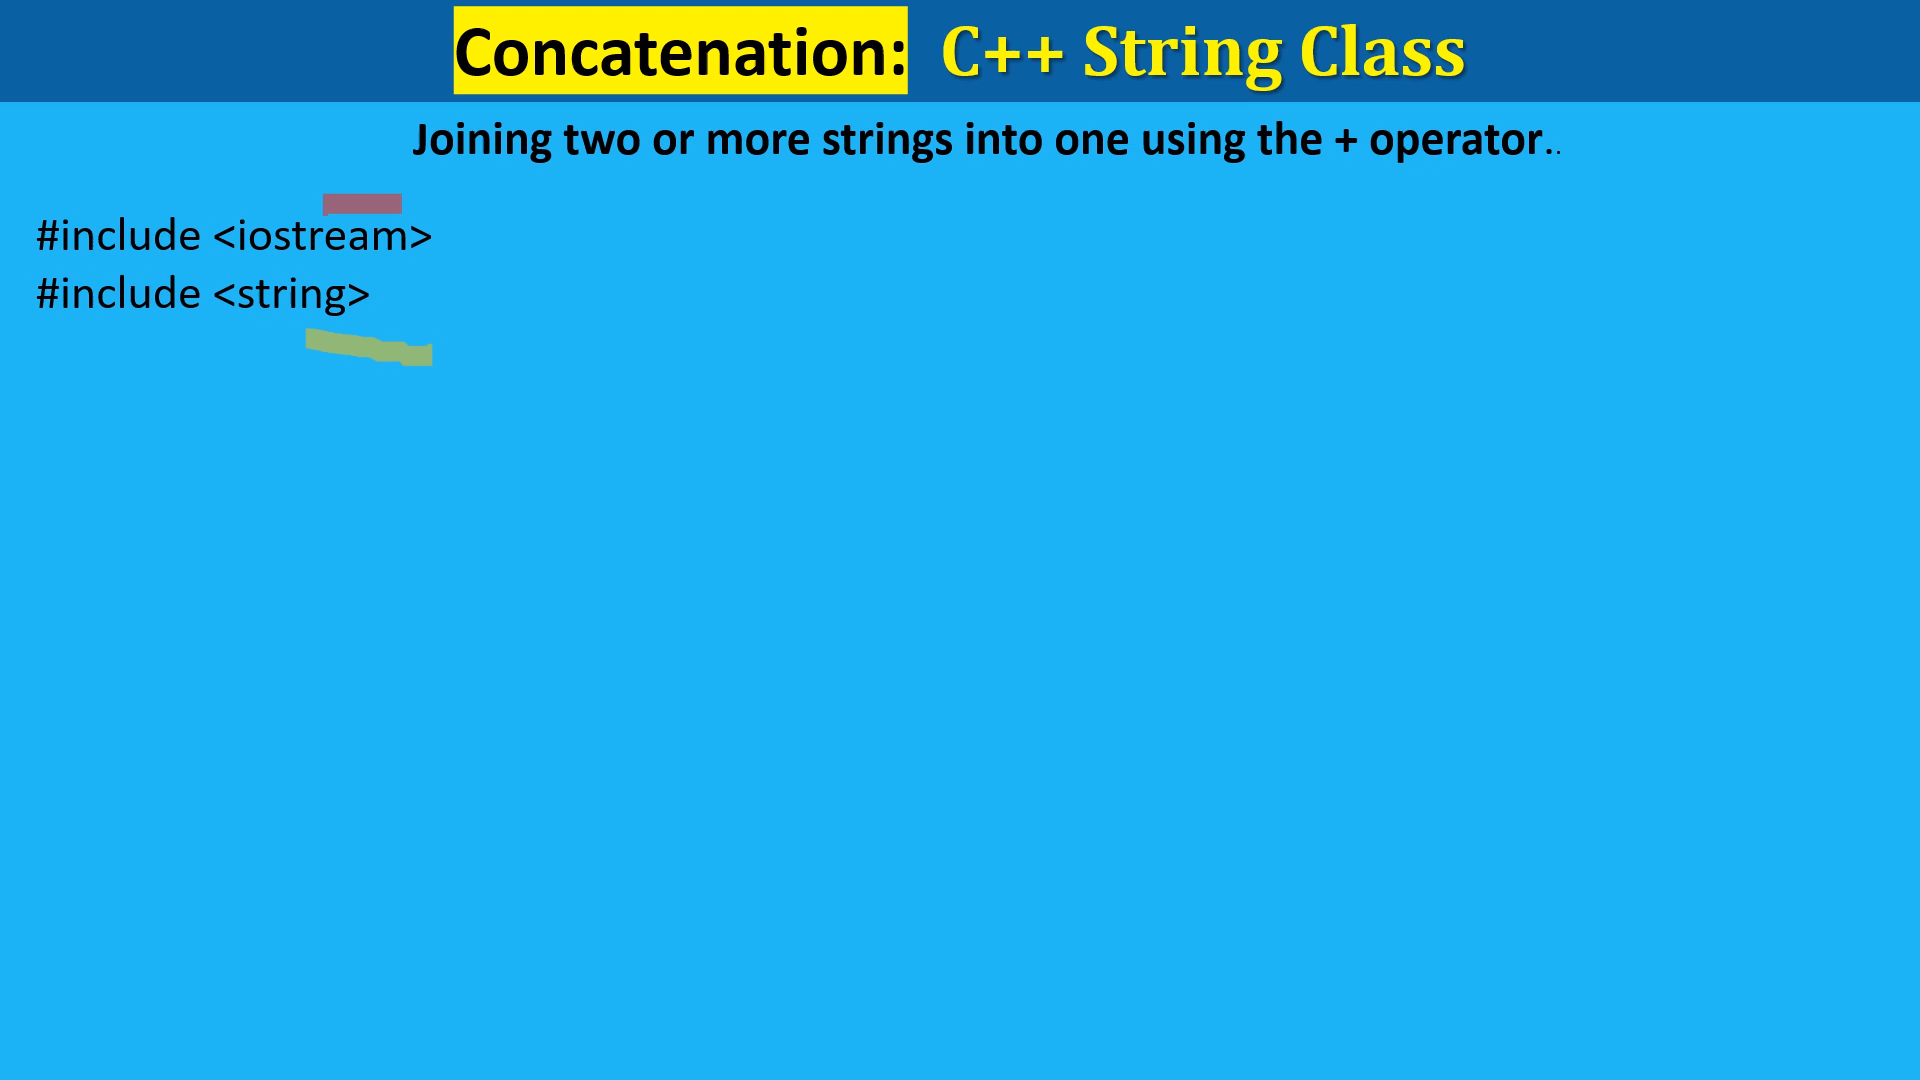 Concatenation: C++ String Class
Joining two or more strings into one using the + operator..
#include <iostream>
#include <string>